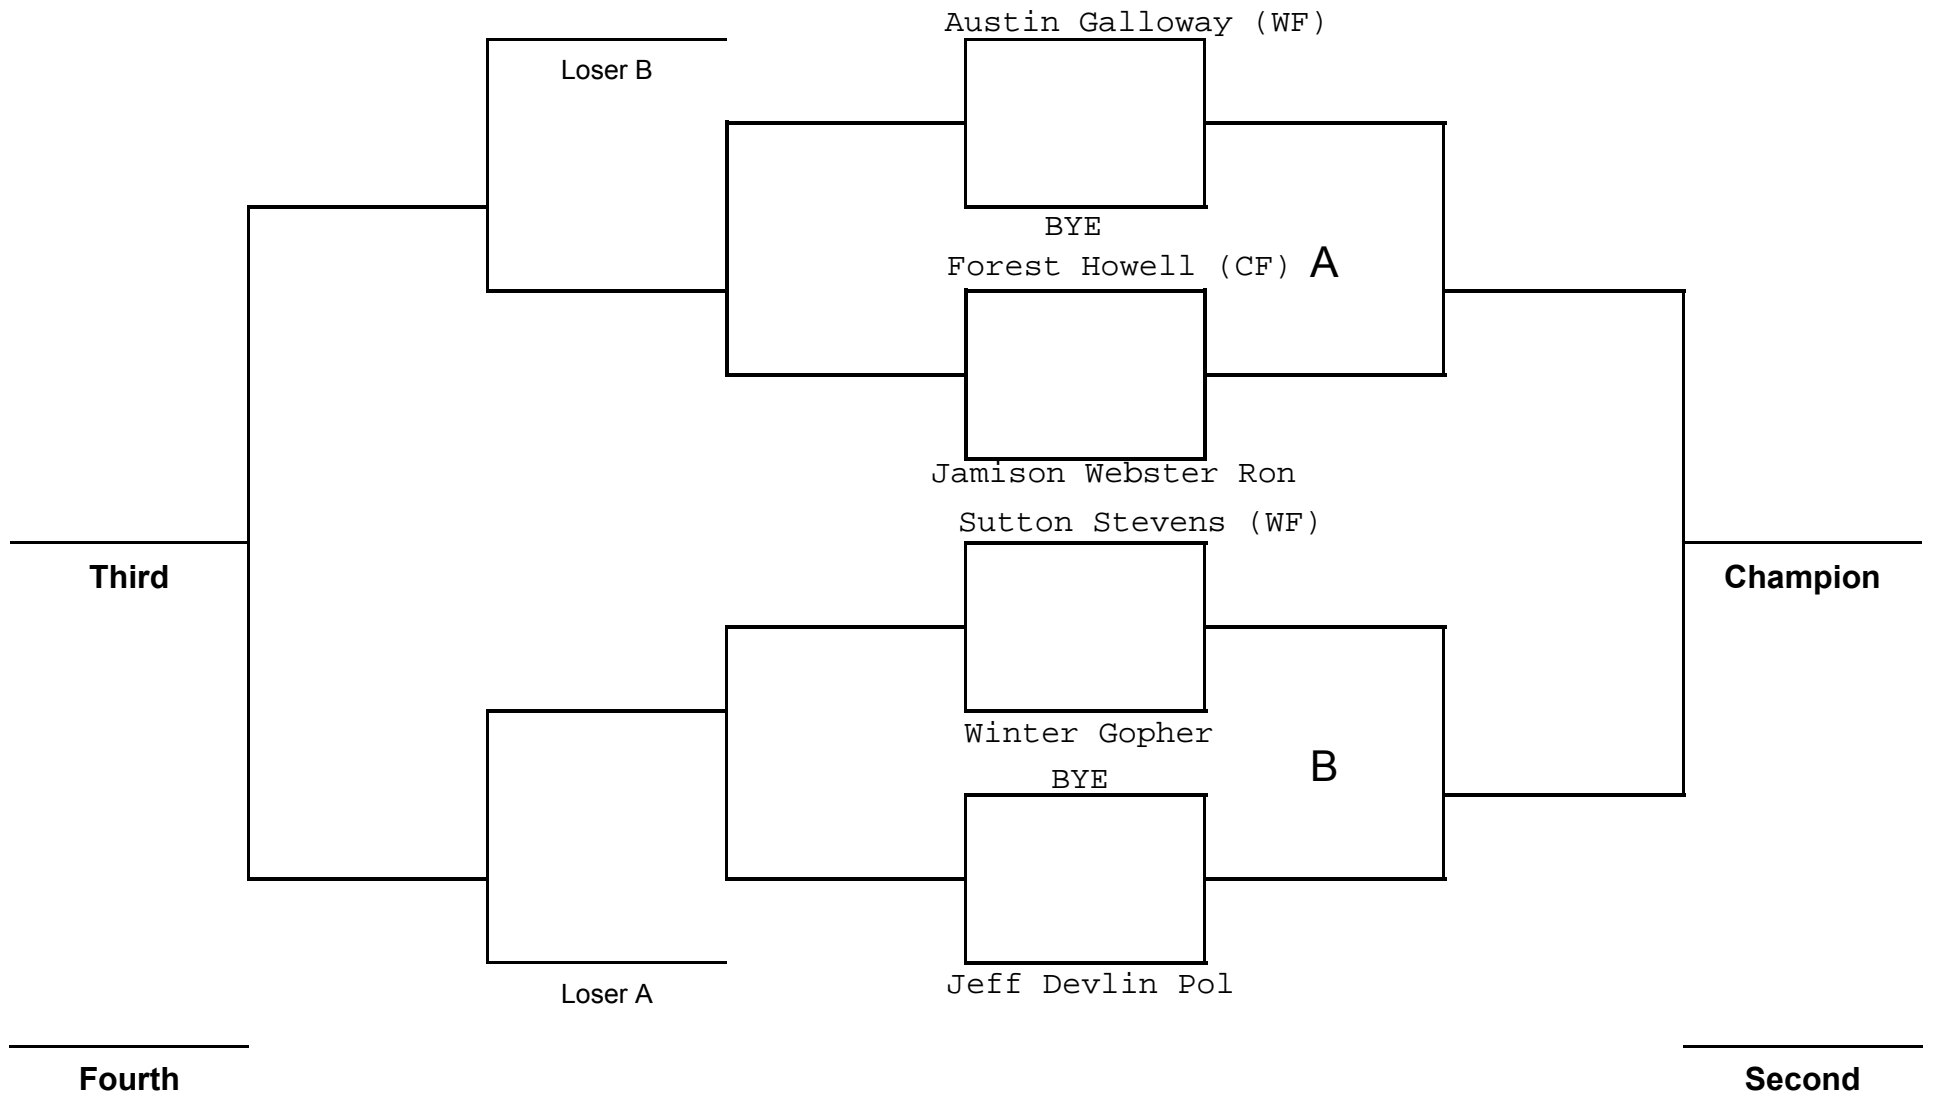 Austin Galloway (WF)
Loser B
BYE
Forest Howell (CF)
A
Jamison Webster Ron
Sutton Stevens (WF)
Third
Champion
Winter Gopher
B
BYE
Jeff Devlin Pol
Loser A
Fourth
Second